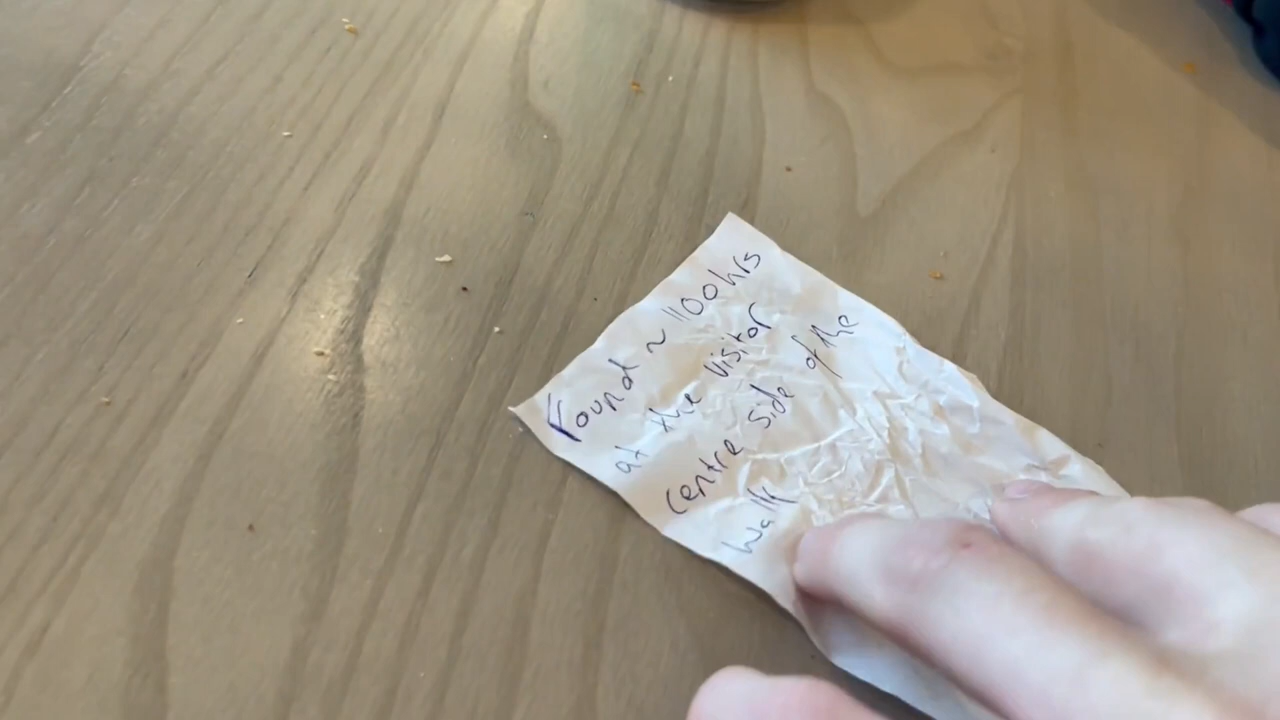 Found ~ 1100hrs
at the visitor
centre side of the
walk